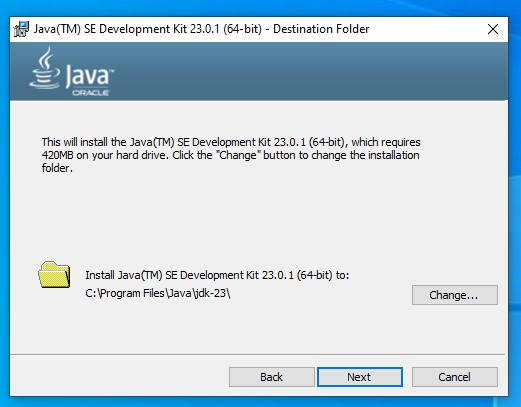 Java(TM) SE Development Kit 23.0.1 (64-bit) - Destination Folder
Java™
ORACLE
This will install the Java(TM) SE Development Kit 23.0.1 (64-bit), which requires
420MB on your hard drive. Click the "Change" button to change the installation
folder.
Install Java(TM) SE Development Kit 23.0.1 (64-bit) to:
C:\Program Files\Java\jdk-23\
Change...
Back
Next
Cancel